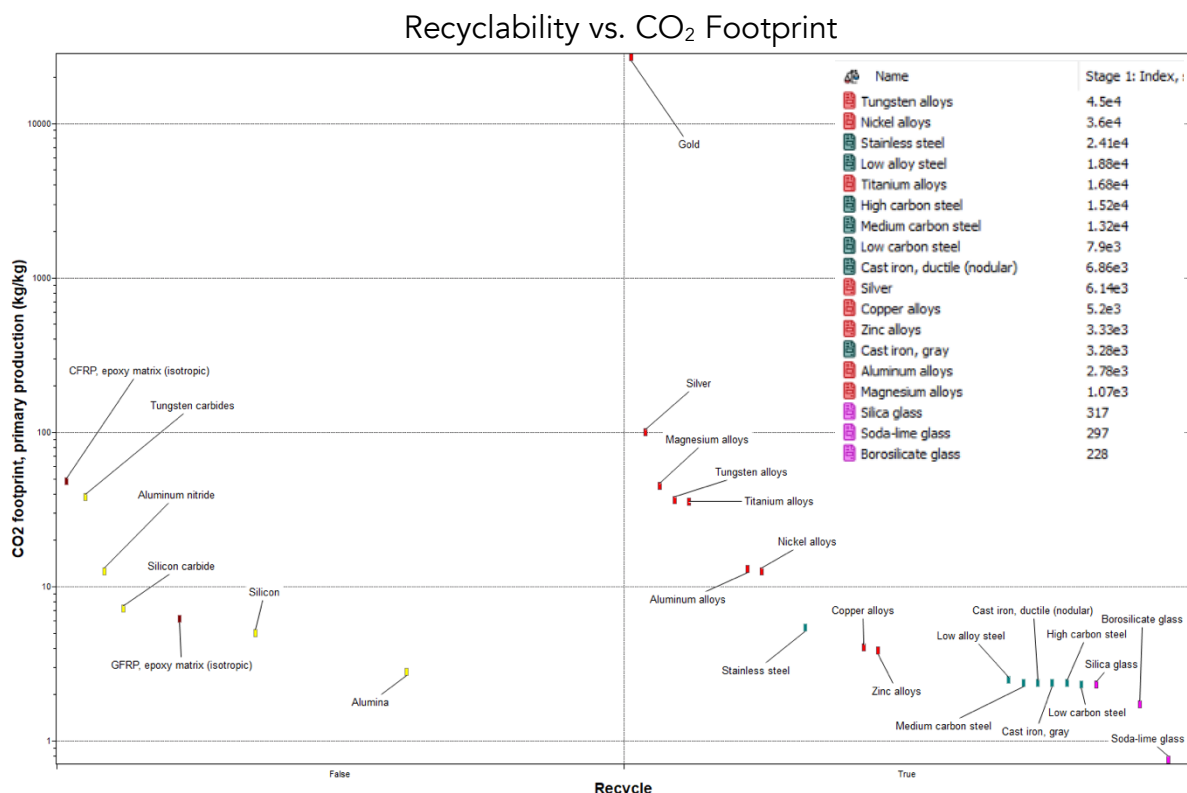 Recyclability vs. CO₂ Footprint
Name Stage 1: Index, s
Tungsten alloys 4.5e4
Nickel alloys 3.6e4
Stainless steel 2.41e4
Low alloy steel 1.88e4
Titanium alloys 1.68e4
High carbon steel 1.52e4
Medium carbon steel 1.32e4
Low carbon steel 7.9e3
Cast iron, ductile (nodular) 6.86e3
Silver 6.14e3
Copper alloys 5.2e3
Zinc alloys 3.33e3
Cast iron, gray 3.28e3
Aluminum alloys 2.78e3
Magnesium alloys 1.07e3
Silica glass 317
Soda-lime glass 297
Borosilicate glass 228
CO2 footprint, primary production (kg/kg)
10000
1000
100
10
1
Gold
CFRP, epoxy matrix (isotropic)
Tungsten carbides
Silver
Magnesium alloys
Tungsten alloys
Aluminum nitride
Titanium alloys
Nickel alloys
Silicon carbide
Silicon
Aluminum alloys
Copper alloys
Cast iron, ductile (nodular)
Borosilicate glass
Low alloy steel
High carbon steel
GFRP, epoxy matrix (isotropic)
Stainless steel
Silica glass
Zinc alloys
Alumina
Medium carbon steel
Low carbon steel
Cast iron, gray
Soda-lime glass
False
True
Recycle